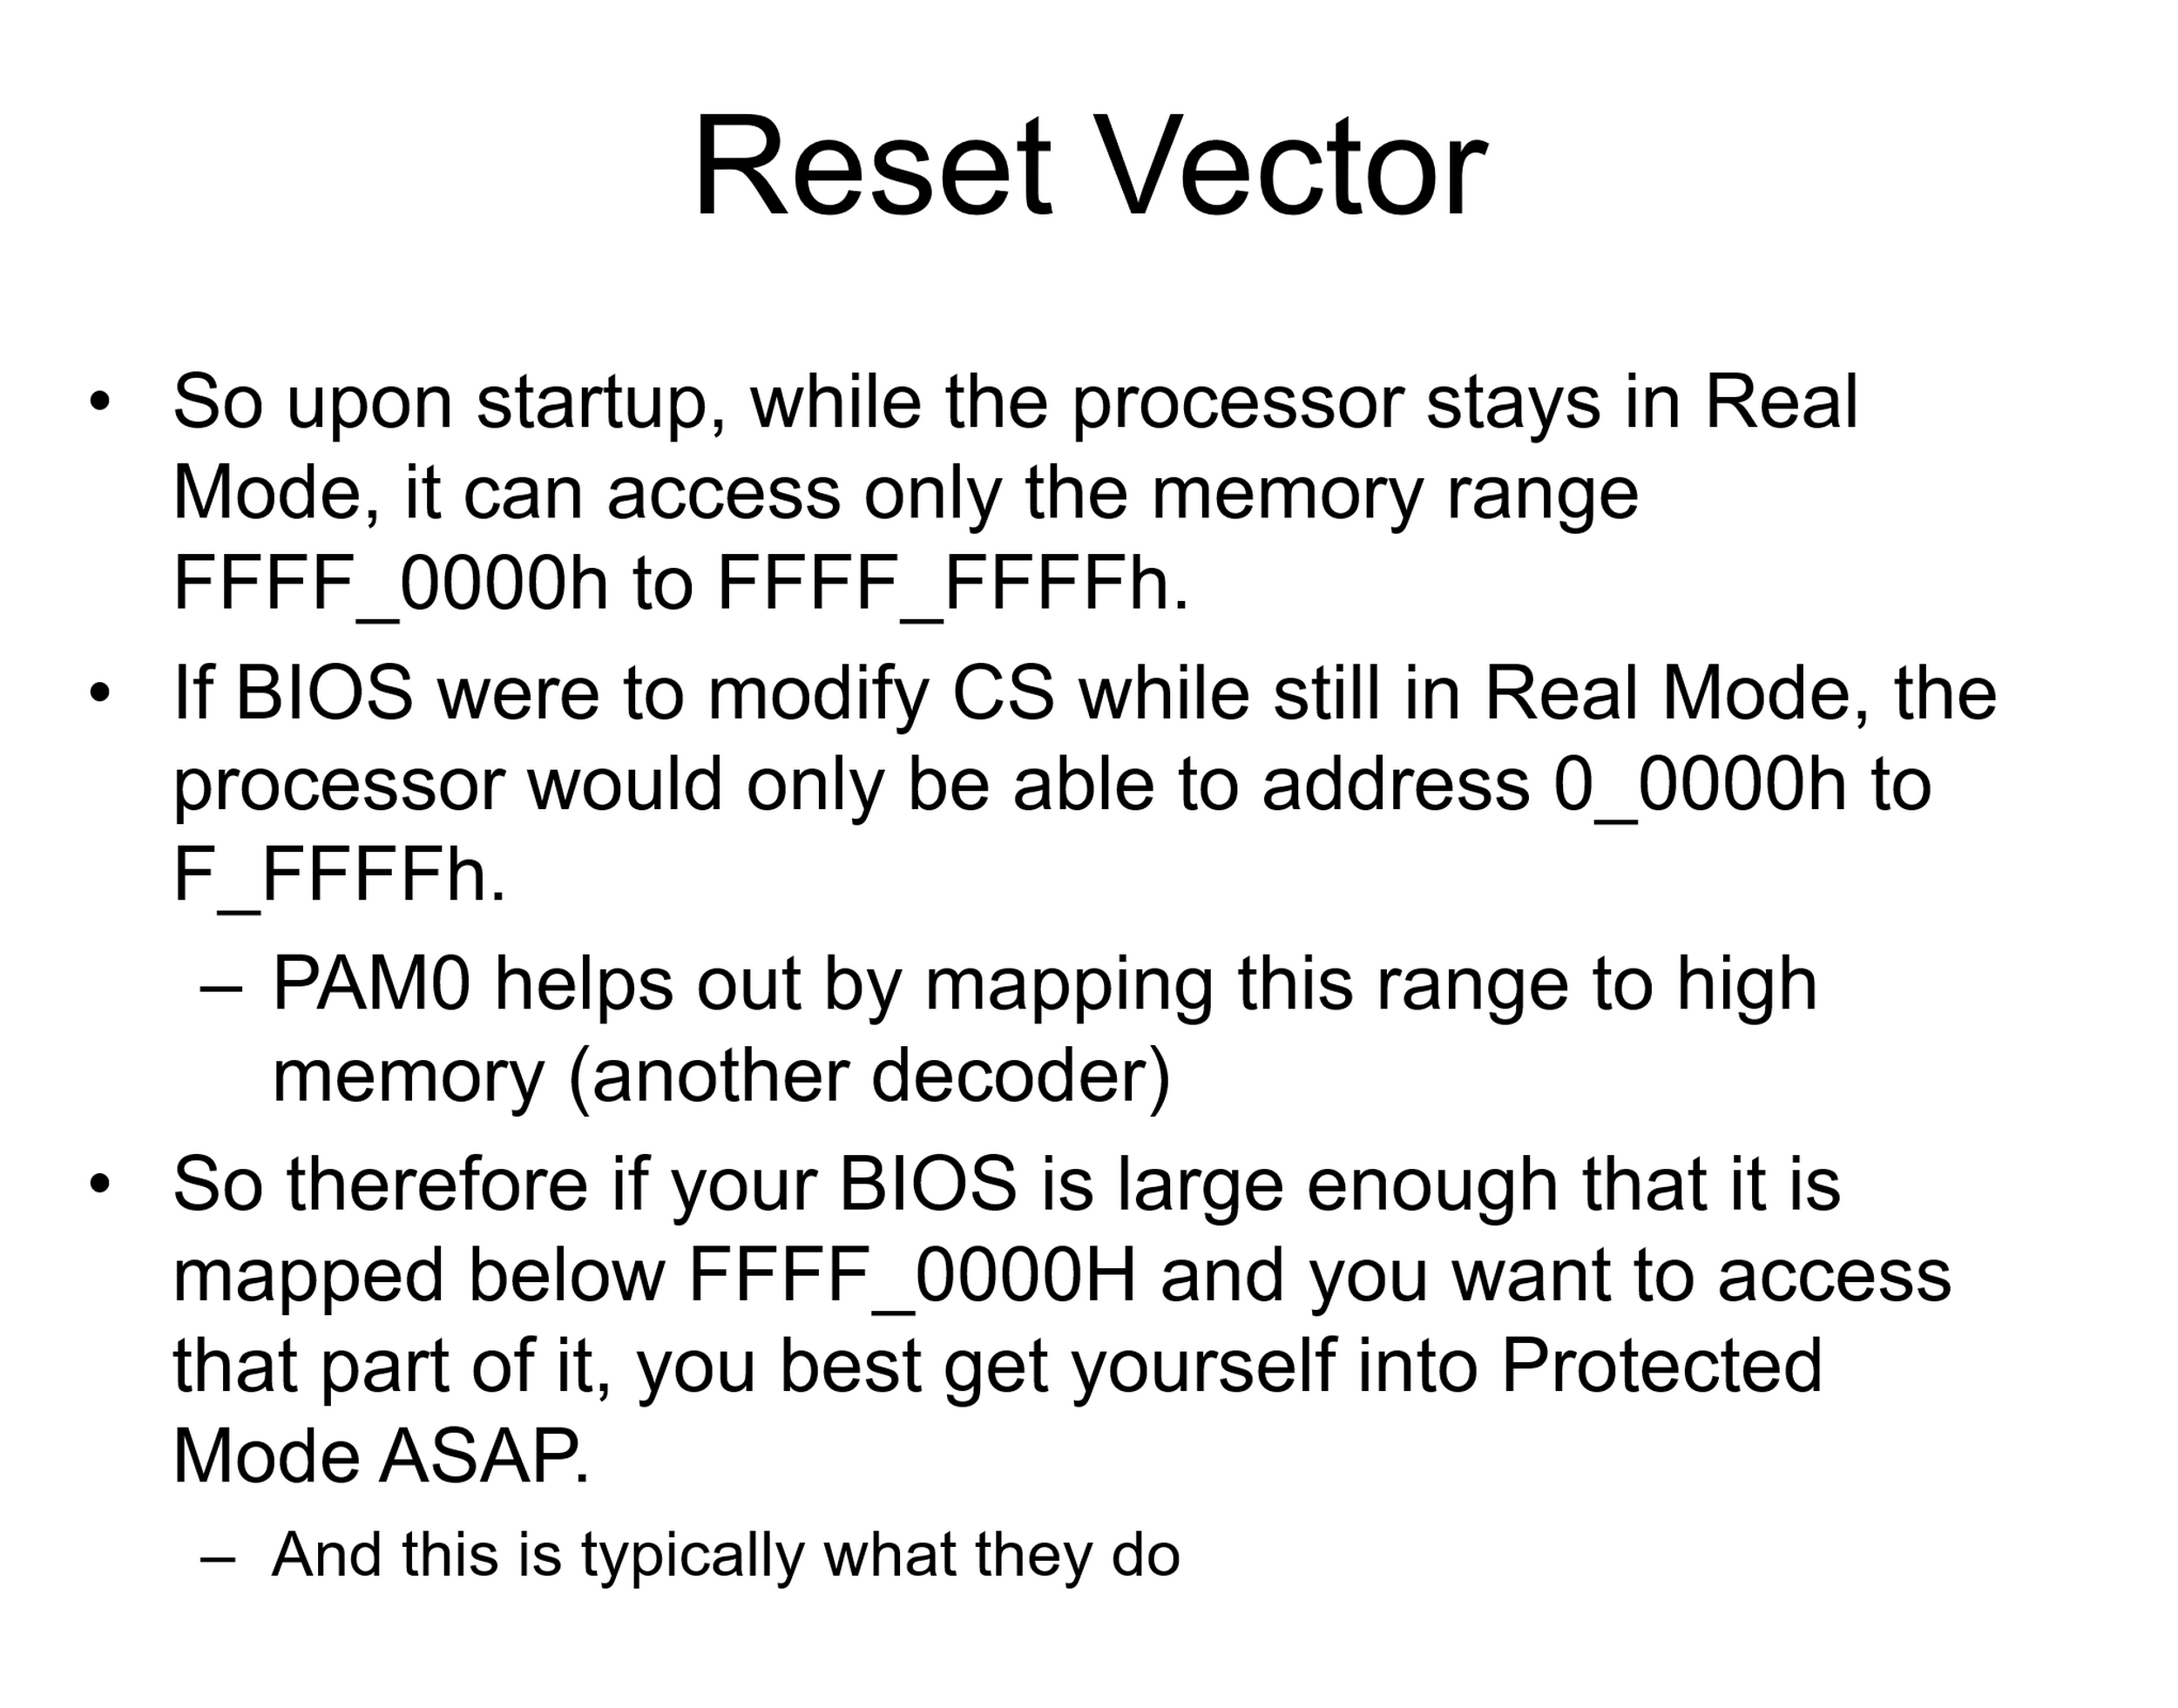 Reset Vector
• So upon startup, while the processor stays in Real
Mode, it can access only the memory range
FFFF_0000h to FFFF_FFFFh.
• If BIOS were to modify CS while still in Real Mode, the
processor would only be able to address 0_0000h to
F_FFFFh.
– PAM0 helps out by mapping this range to high
memory (another decoder)
• So therefore if your BIOS is large enough that it is
mapped below FFFF_0000H and you want to access
that part of it, you best get yourself into Protected
Mode ASAP.
– And this is typically what they do